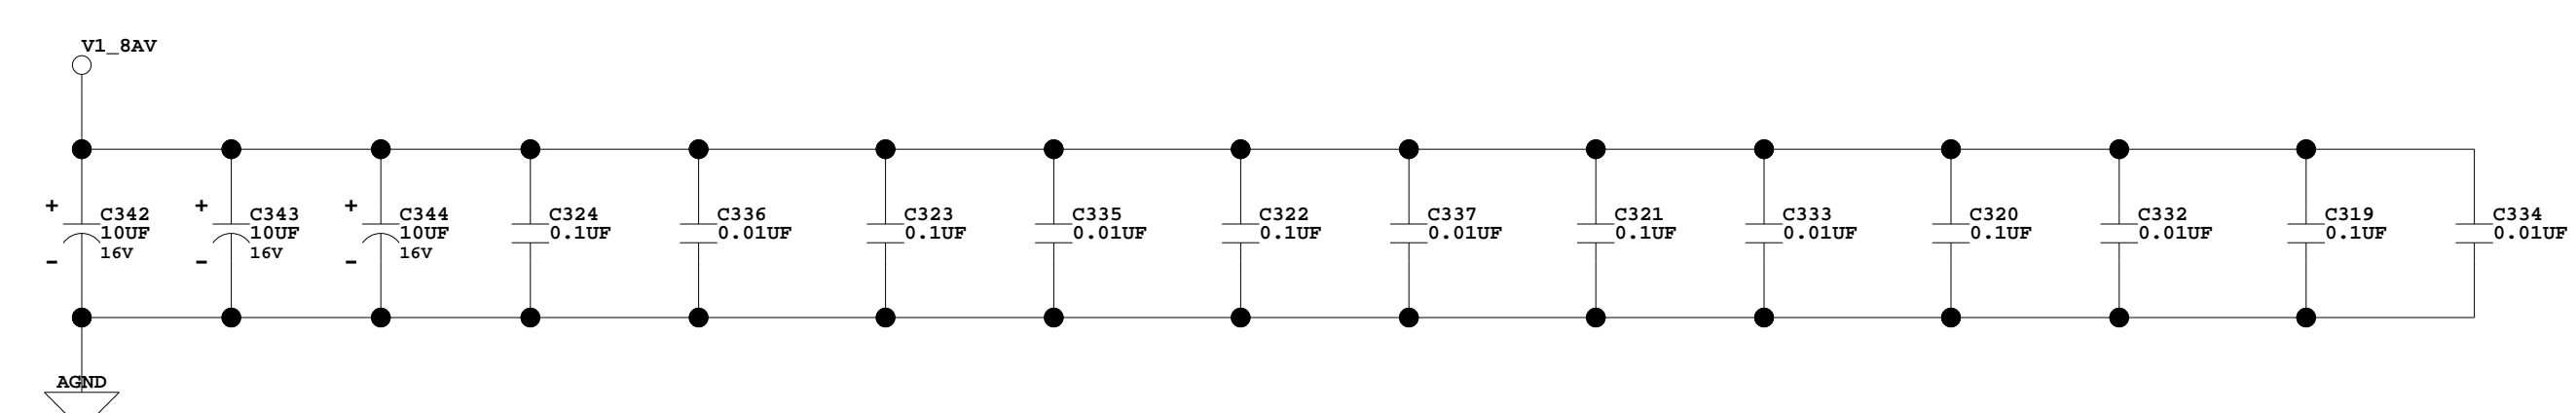 V1_8AV
+
C342
10UF
16V
-
+
C343
10UF
16V
-
+
C344
10UF
16V
-
C324
0.1UF
C336
0.01UF
C323
0.1UF
C335
0.01UF
C322
0.1UF
C337
0.01UF
C321
0.1UF
C333
0.01UF
C320
0.1UF
C332
0.01UF
C319
0.1UF
C334
0.01UF
AGND